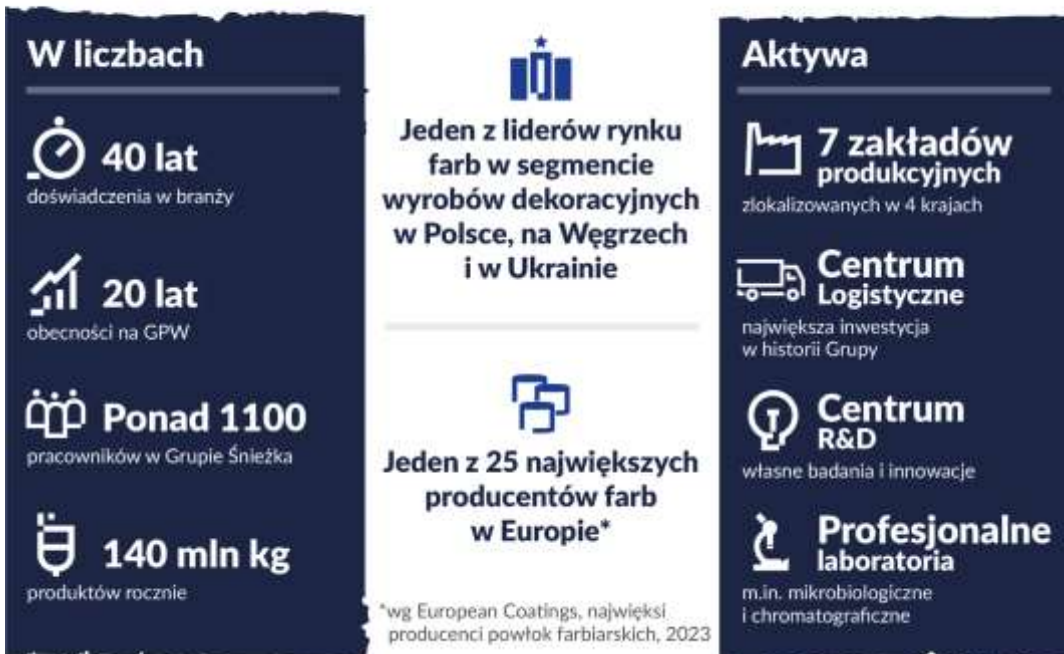 W liczbach
40 lat
doświadczenia w branży
20 lat
obecności na GPW
Ponad 1100
pracowników w Grupie Śnieżka
140 mln kg
produktów rocznie
Jeden z liderów rynku
farb w segmencie
wyrobów dekoracyjnych
w Polsce, na Węgrzech
i w Ukrainie
Jeden z 25 największych
producentów farb
w Europie*
*wg European Coatings, najwięksi
producenci powłok farbiarskich, 2023
Aktywa
7 zakładów
produkcyjnych
zlokalizowanych w 4 krajach
Centrum
Logistyczne
największa inwestycja
w historii Grupy
Centrum
R&D
własne badania i innowacje
Profesjonalne
laboratoria
m.in. mikrobiologiczne
i chromatograficzne